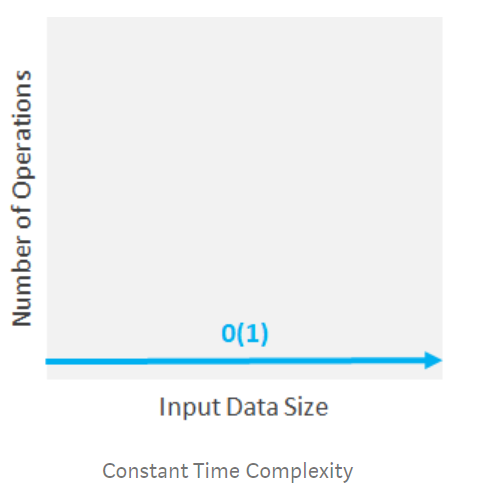 Number of Operations
0(1)
Input Data Size
Constant Time Complexity